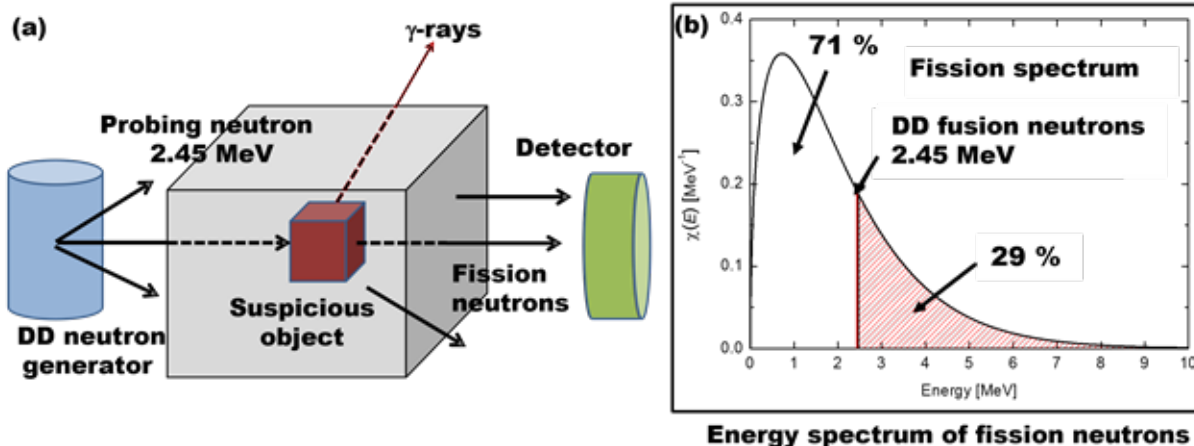 (a)
γ-rays
Probing neutron
2.45 MeV
Detector
Fission
neutrons
Suspicious
object
DD neutron
generator
(b)
0.4
0.3
0.2
0.1
0.0
χ(E) [MeV⁻¹]
71 %
Fission spectrum
DD fusion neutrons
2.45 MeV
29 %
0 1 2 3 4 5 6 7 8 9 10
Energy [MeV]
Energy spectrum of fission neutrons